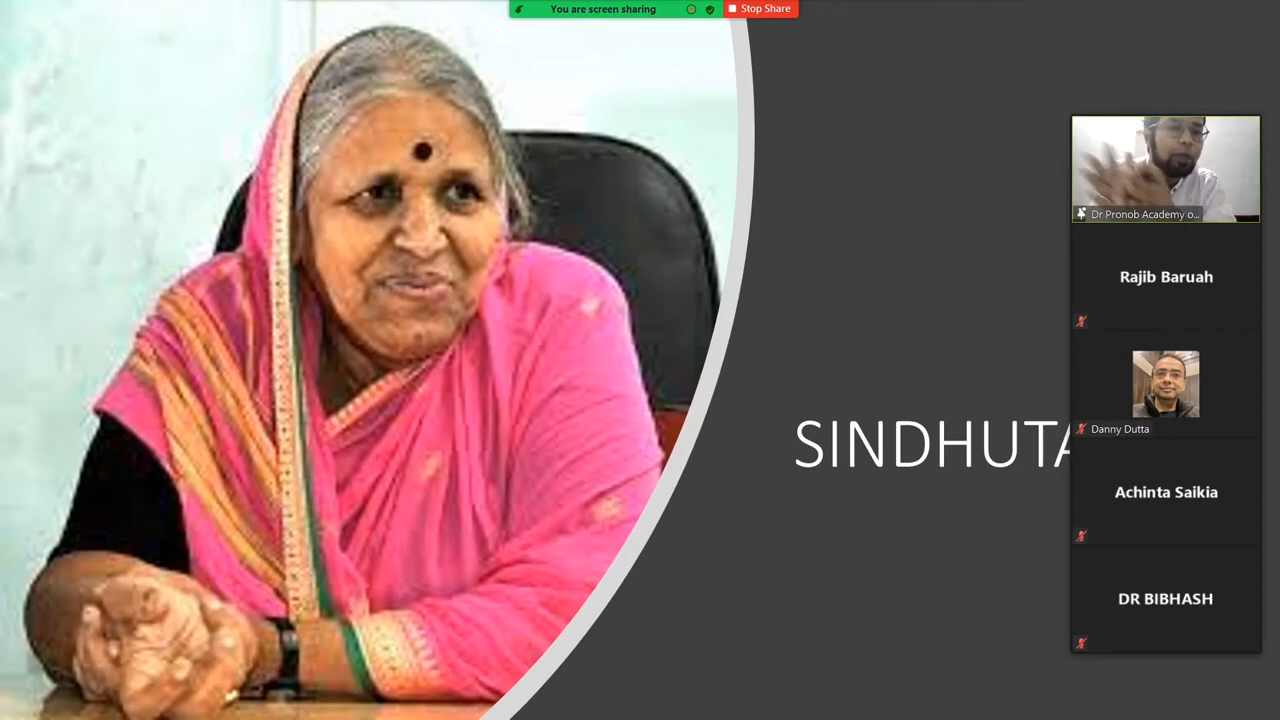 You are screen sharing
Stop Share
Dr Pronob Academy o...
Rajib Baruah
Danny Dutta
SINDHUTA
Achinta Saikia
DR BIBHASH